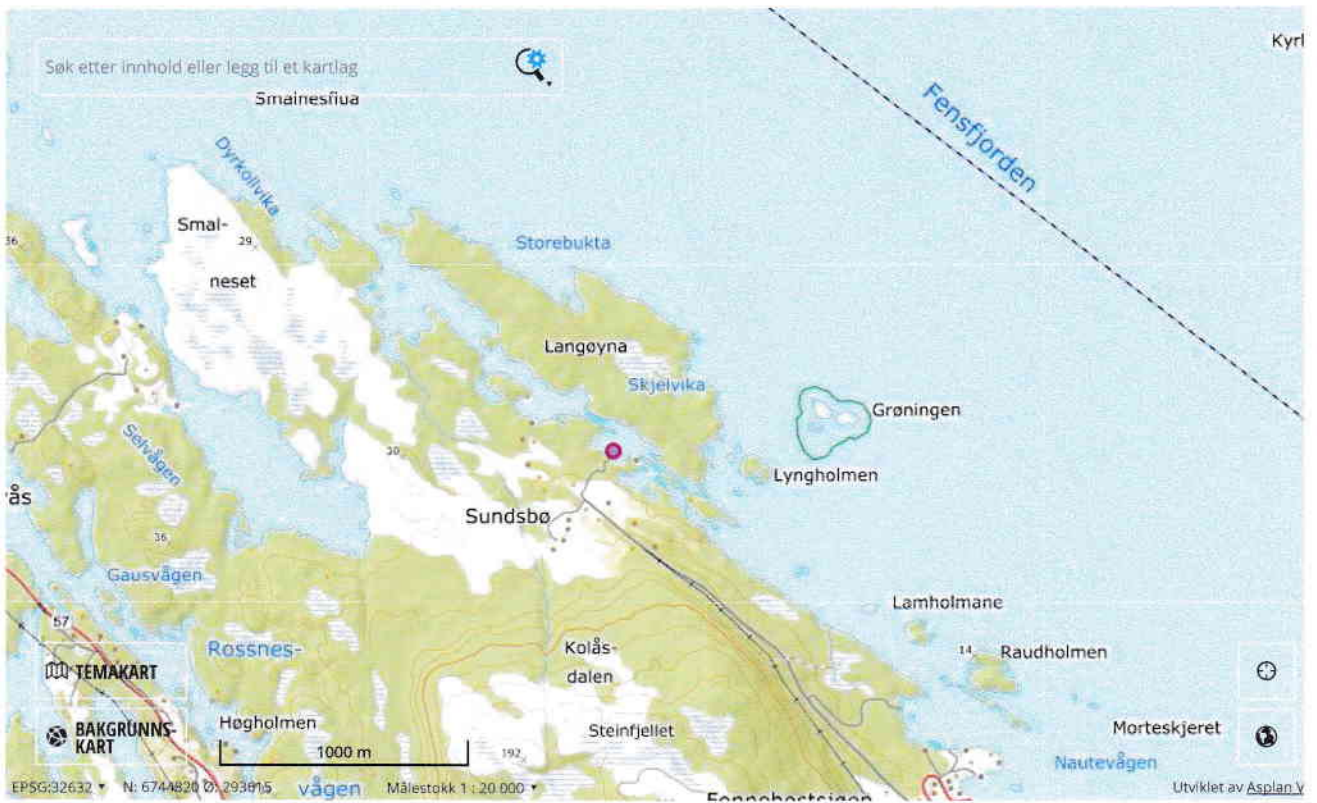 Kyrl
Søk etter innhold eller legg til et kartlag
Fensfjorden
Dyrkollvika
Smal-
29
Storebukta
36
neset
Langøyna
Skjelvika
Grøningen
Selvågen
30
Lyngholmen
ås
Sundsbø
36
Gausvågen
Lamholmane
57
Rossnes-
Kolås-
dalen
14
Raudholmen
TEMAKART
Høgholmen
Steinfjellet
Morteskjeret
BAKGRUNNS-
KART
1000 m
192
Nautevågen
EPSG:32632
N: 6744820 Ø: 293615
vågen
Målestokk 1 : 20 000
Utviklet av Asplan V